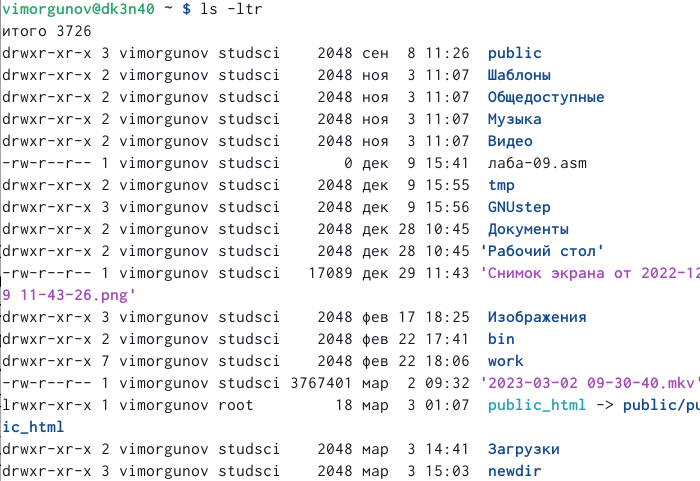 vimorgunov@dk3n40 ~ $ ls -ltr
итого 3726
drwxr-xr-x 3 vimorgunov studsci    2048 сен  8 11:26  public
drwxr-xr-x 2 vimorgunov studsci    2048 ноя  3 11:07  Шаблоны
drwxr-xr-x 2 vimorgunov studsci    2048 ноя  3 11:07  Общедоступные
drwxr-xr-x 2 vimorgunov studsci    2048 ноя  3 11:07  Музыка
drwxr-xr-x 2 vimorgunov studsci    2048 ноя  3 11:07  Видео
-rw-r--r-- 1 vimorgunov studsci       0 дек  9 15:41  лаба-09.asm
drwxr-xr-x 2 vimorgunov studsci    2048 дек  9 15:55  tmp
drwxr-xr-x 3 vimorgunov studsci    2048 дек  9 15:56  GNUstep
drwxr-xr-x 2 vimorgunov studsci    2048 дек 28 10:45  Документы
drwxr-xr-x 2 vimorgunov studsci    2048 дек 28 10:45 'Рабочий стол'
-rw-r--r-- 1 vimorgunov studsci   17089 дек 29 11:43 'Снимок экрана от 2022-12
9 11-43-26.png'
drwxr-xr-x 3 vimorgunov studsci    2048 фев 17 18:25  Изображения
drwxr-xr-x 2 vimorgunov studsci    2048 фев 22 17:41  bin
drwxr-xr-x 7 vimorgunov studsci    2048 фев 22 18:06  work
-rw-r--r-- 1 vimorgunov studsci 3767401 мар  2 09:32 '2023-03-02 09-30-40.mkv'
lrwxr-xr-x 1 vimorgunov root         18 мар  3 01:07  public_html -> public/pu
ic_html
drwxr-xr-x 2 vimorgunov studsci    2048 мар  3 14:41  Загрузки
drwxr-xr-x 3 vimorgunov studsci    2048 мар  3 15:03  newdir